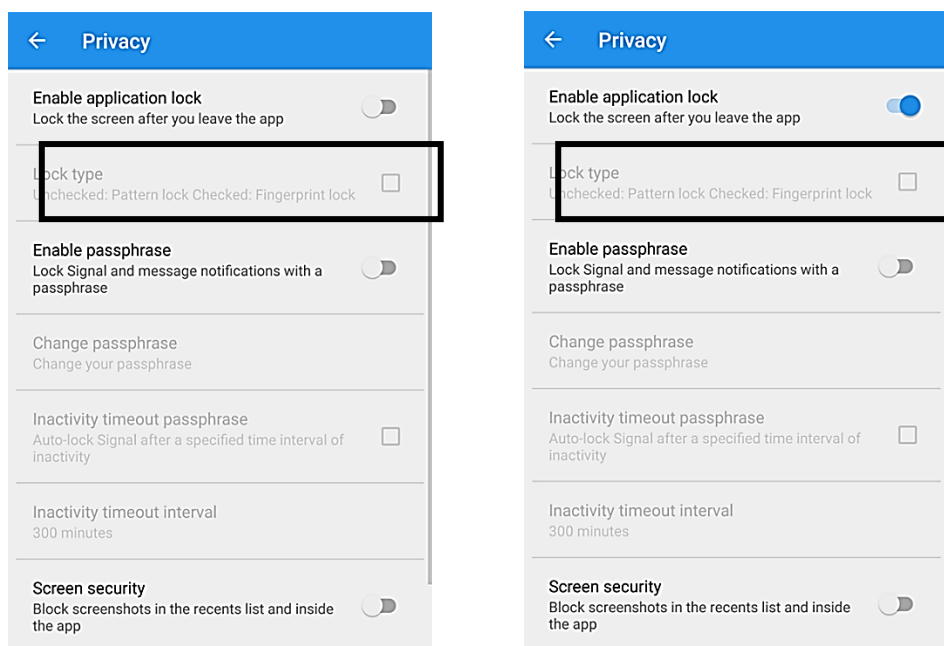 Privacy
Enable application lock
Lock the screen after you leave the app
Lock type
Unchecked: Pattern lock Checked: Fingerprint lock
Enable passphrase
Lock Signal and message notifications with a
passphrase
Change passphrase
Change your passphrase
Inactivity timeout passphrase
Auto-lock Signal after a specified time interval of
inactivity
Inactivity timeout interval
300 minutes
Screen security
Block screenshots in the recents list and inside
the app
Privacy
Enable application lock
Lock the screen after you leave the app
Lock type
Unchecked: Pattern lock Checked: Fingerprint lock
Enable passphrase
Lock Signal and message notifications with a
passphrase
Change passphrase
Change your passphrase
Inactivity timeout passphrase
Auto-lock Signal after a specified time interval of
inactivity
Inactivity timeout interval
300 minutes
Screen security
Block screenshots in the recents list and inside
the app